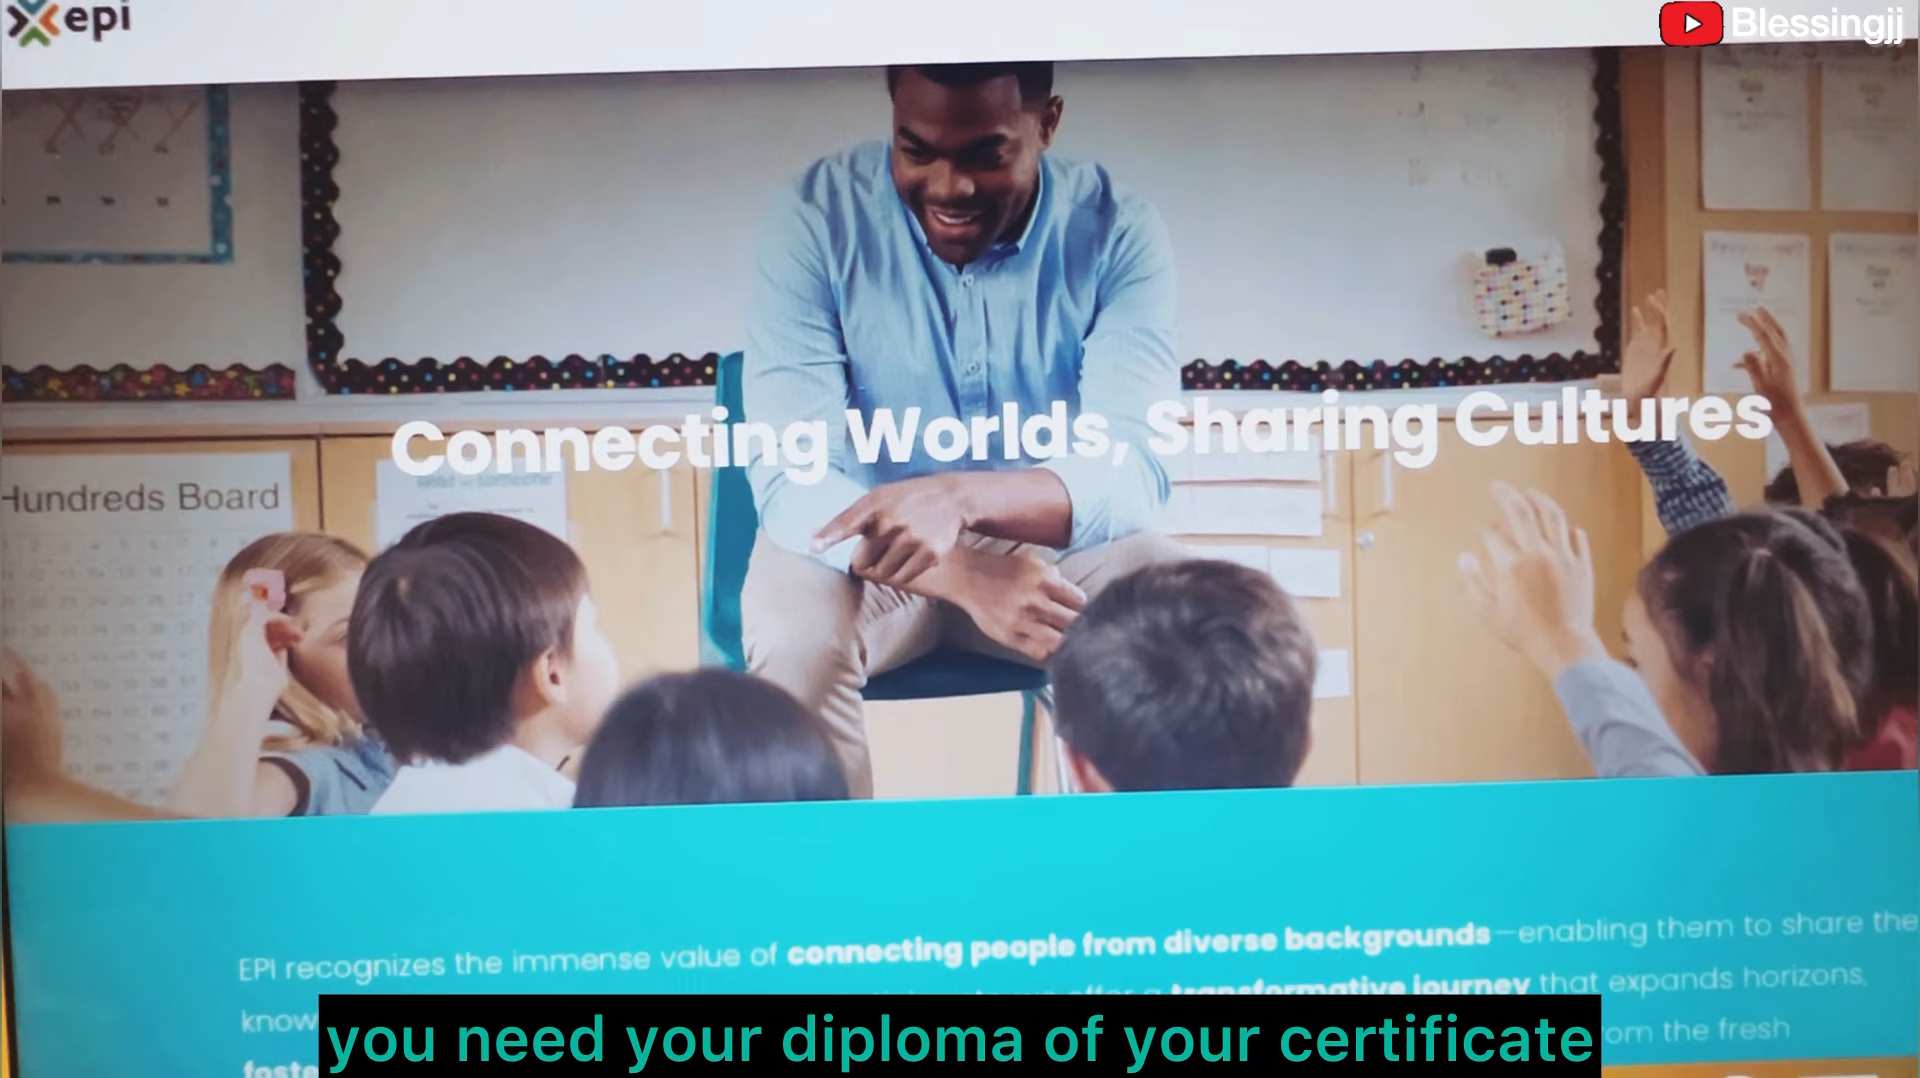 epi
Blessingjj
Connecting Worlds, Sharing Cultures
Hundreds Board
EPI recognizes the immense value of connecting people from diverse backgrounds—enabling them to share the
know
transformative journey that expands horizons,
om the fresh
foste
you need your diploma of your certificate